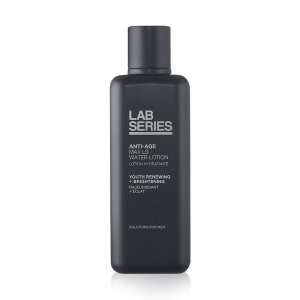 LAB
SERIES
ANTI-AGE
MAX LS
WATER LOTION
LOTION HYDRATANTE
YOUTH RENEWING
+ BRIGHTENING
RAJEUNISSANT
+ ÉCLAT
SOLUTIONS FOR MEN